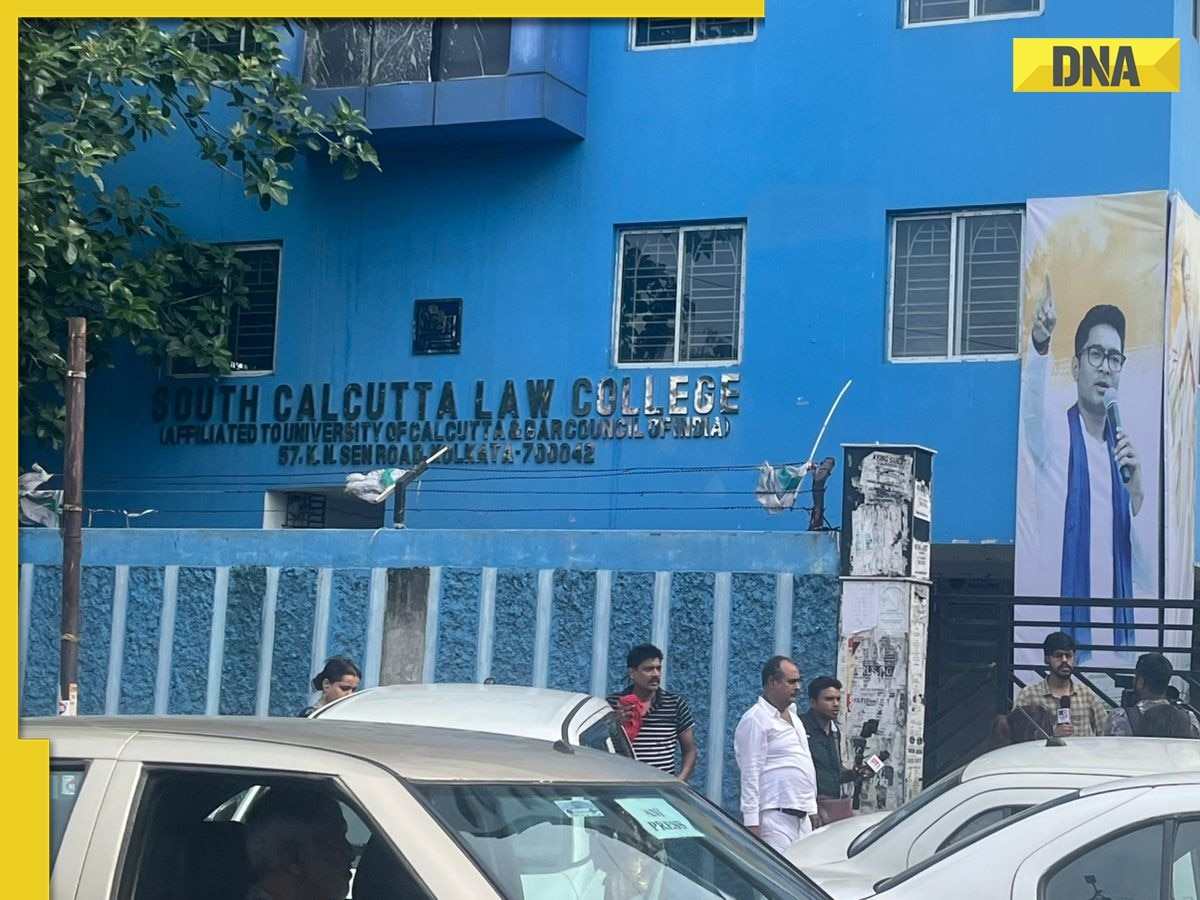 DNA
SOUTH CALCUTTA LAW COLLEGE
(AFFILIATED TO UNIVERSITY OF CALCUTTA & BAR COUNCIL OF INDIA)
57, K. N. SEN ROAD, KOLKATA-700042
PRESS